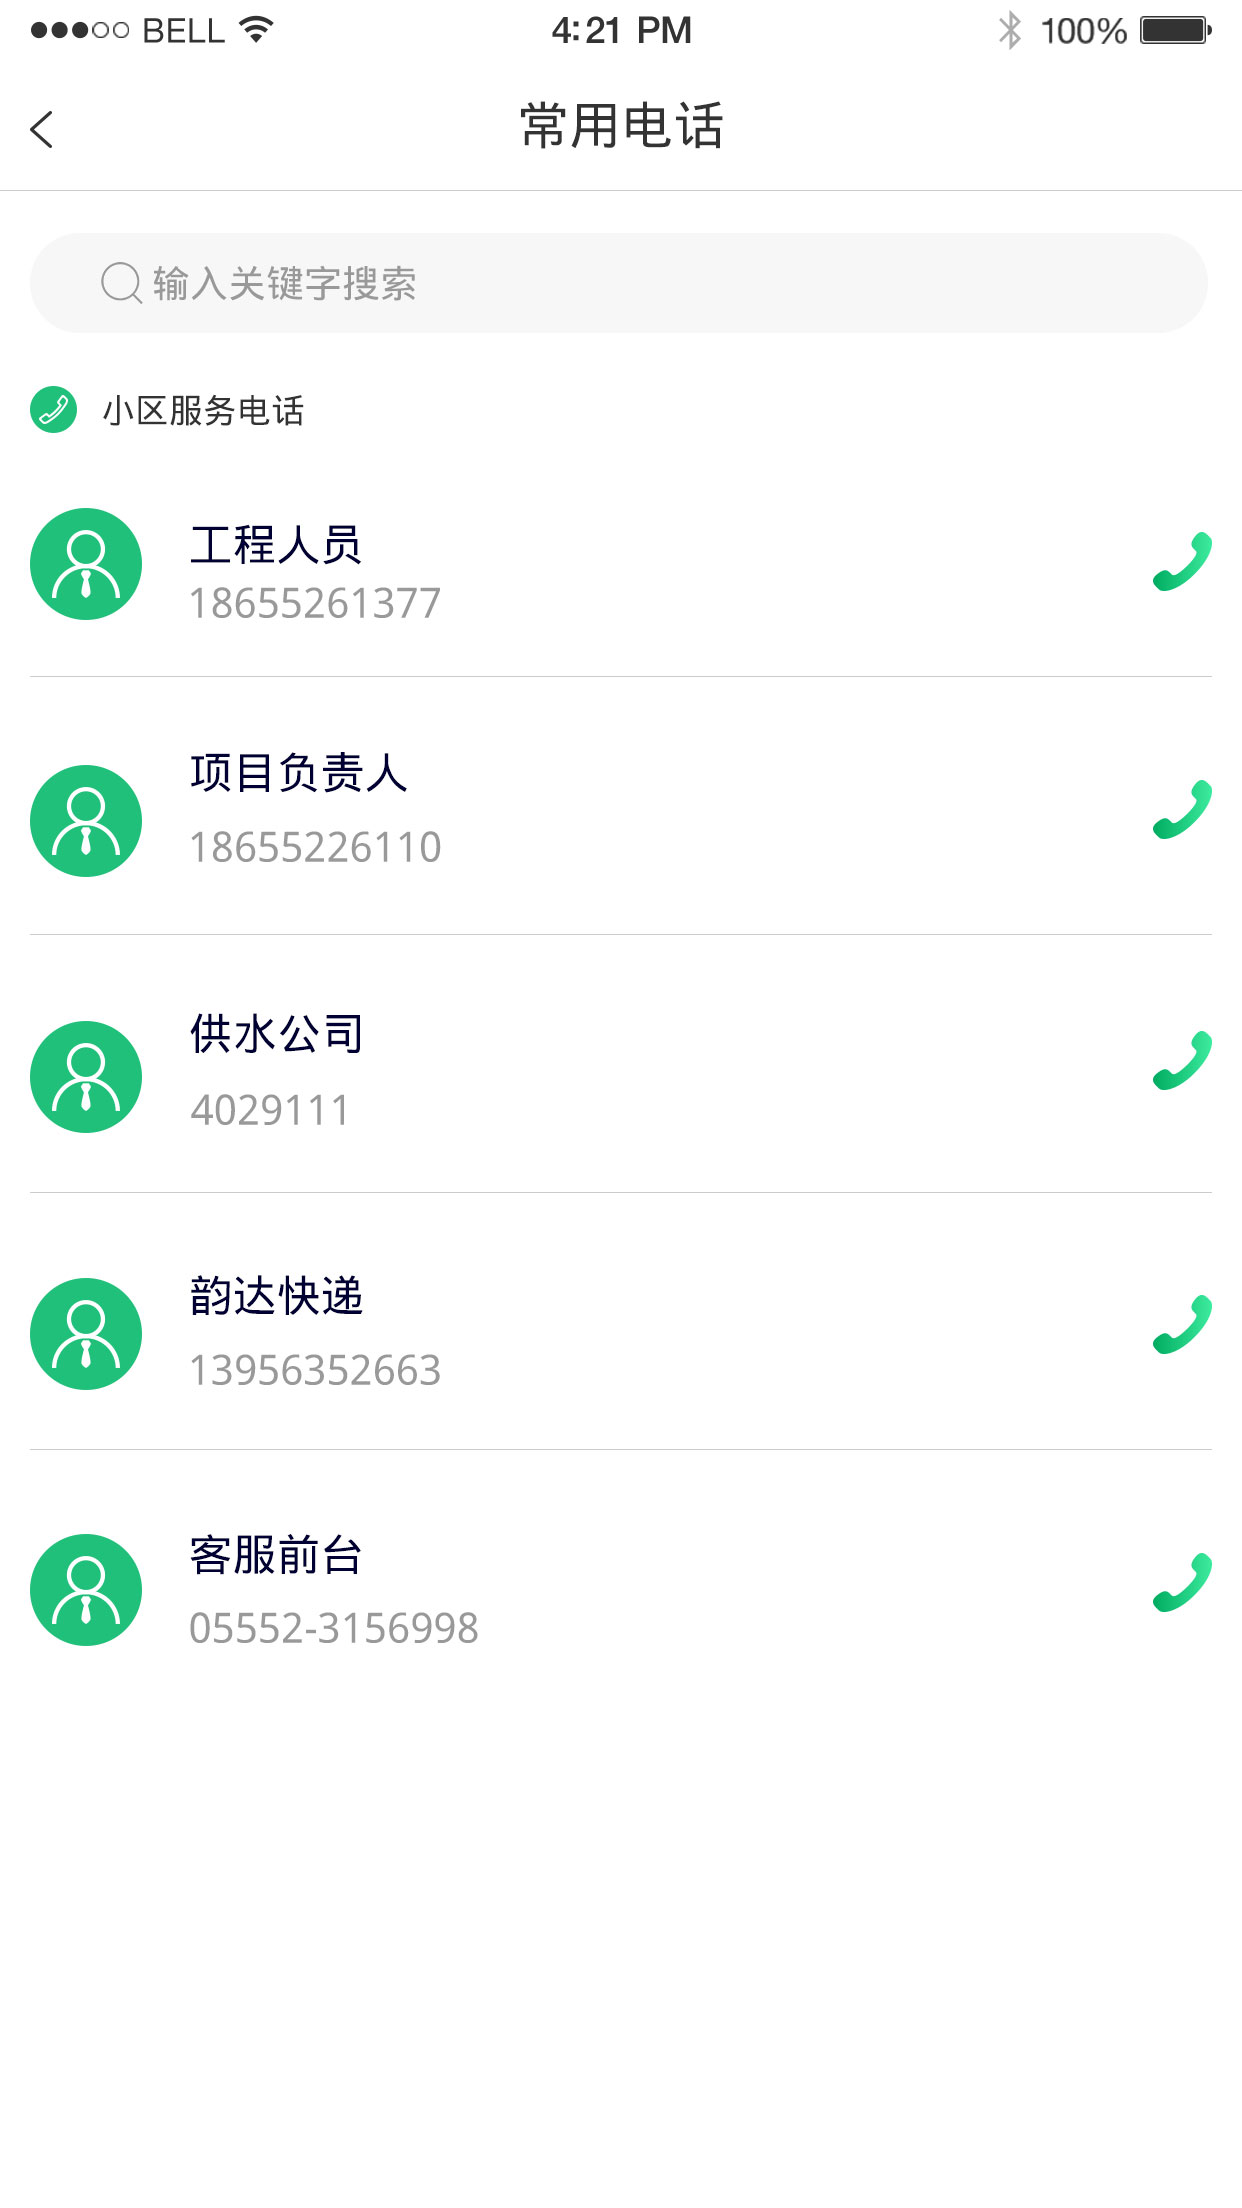 BELL 4:21 PM 100%
常用电话
输入关键字搜索
小区服务电话
工程人员
18655261377
项目负责人
18655226110
供水公司
4029111
韵达快递
13956352663
客服前台
05552-3156998